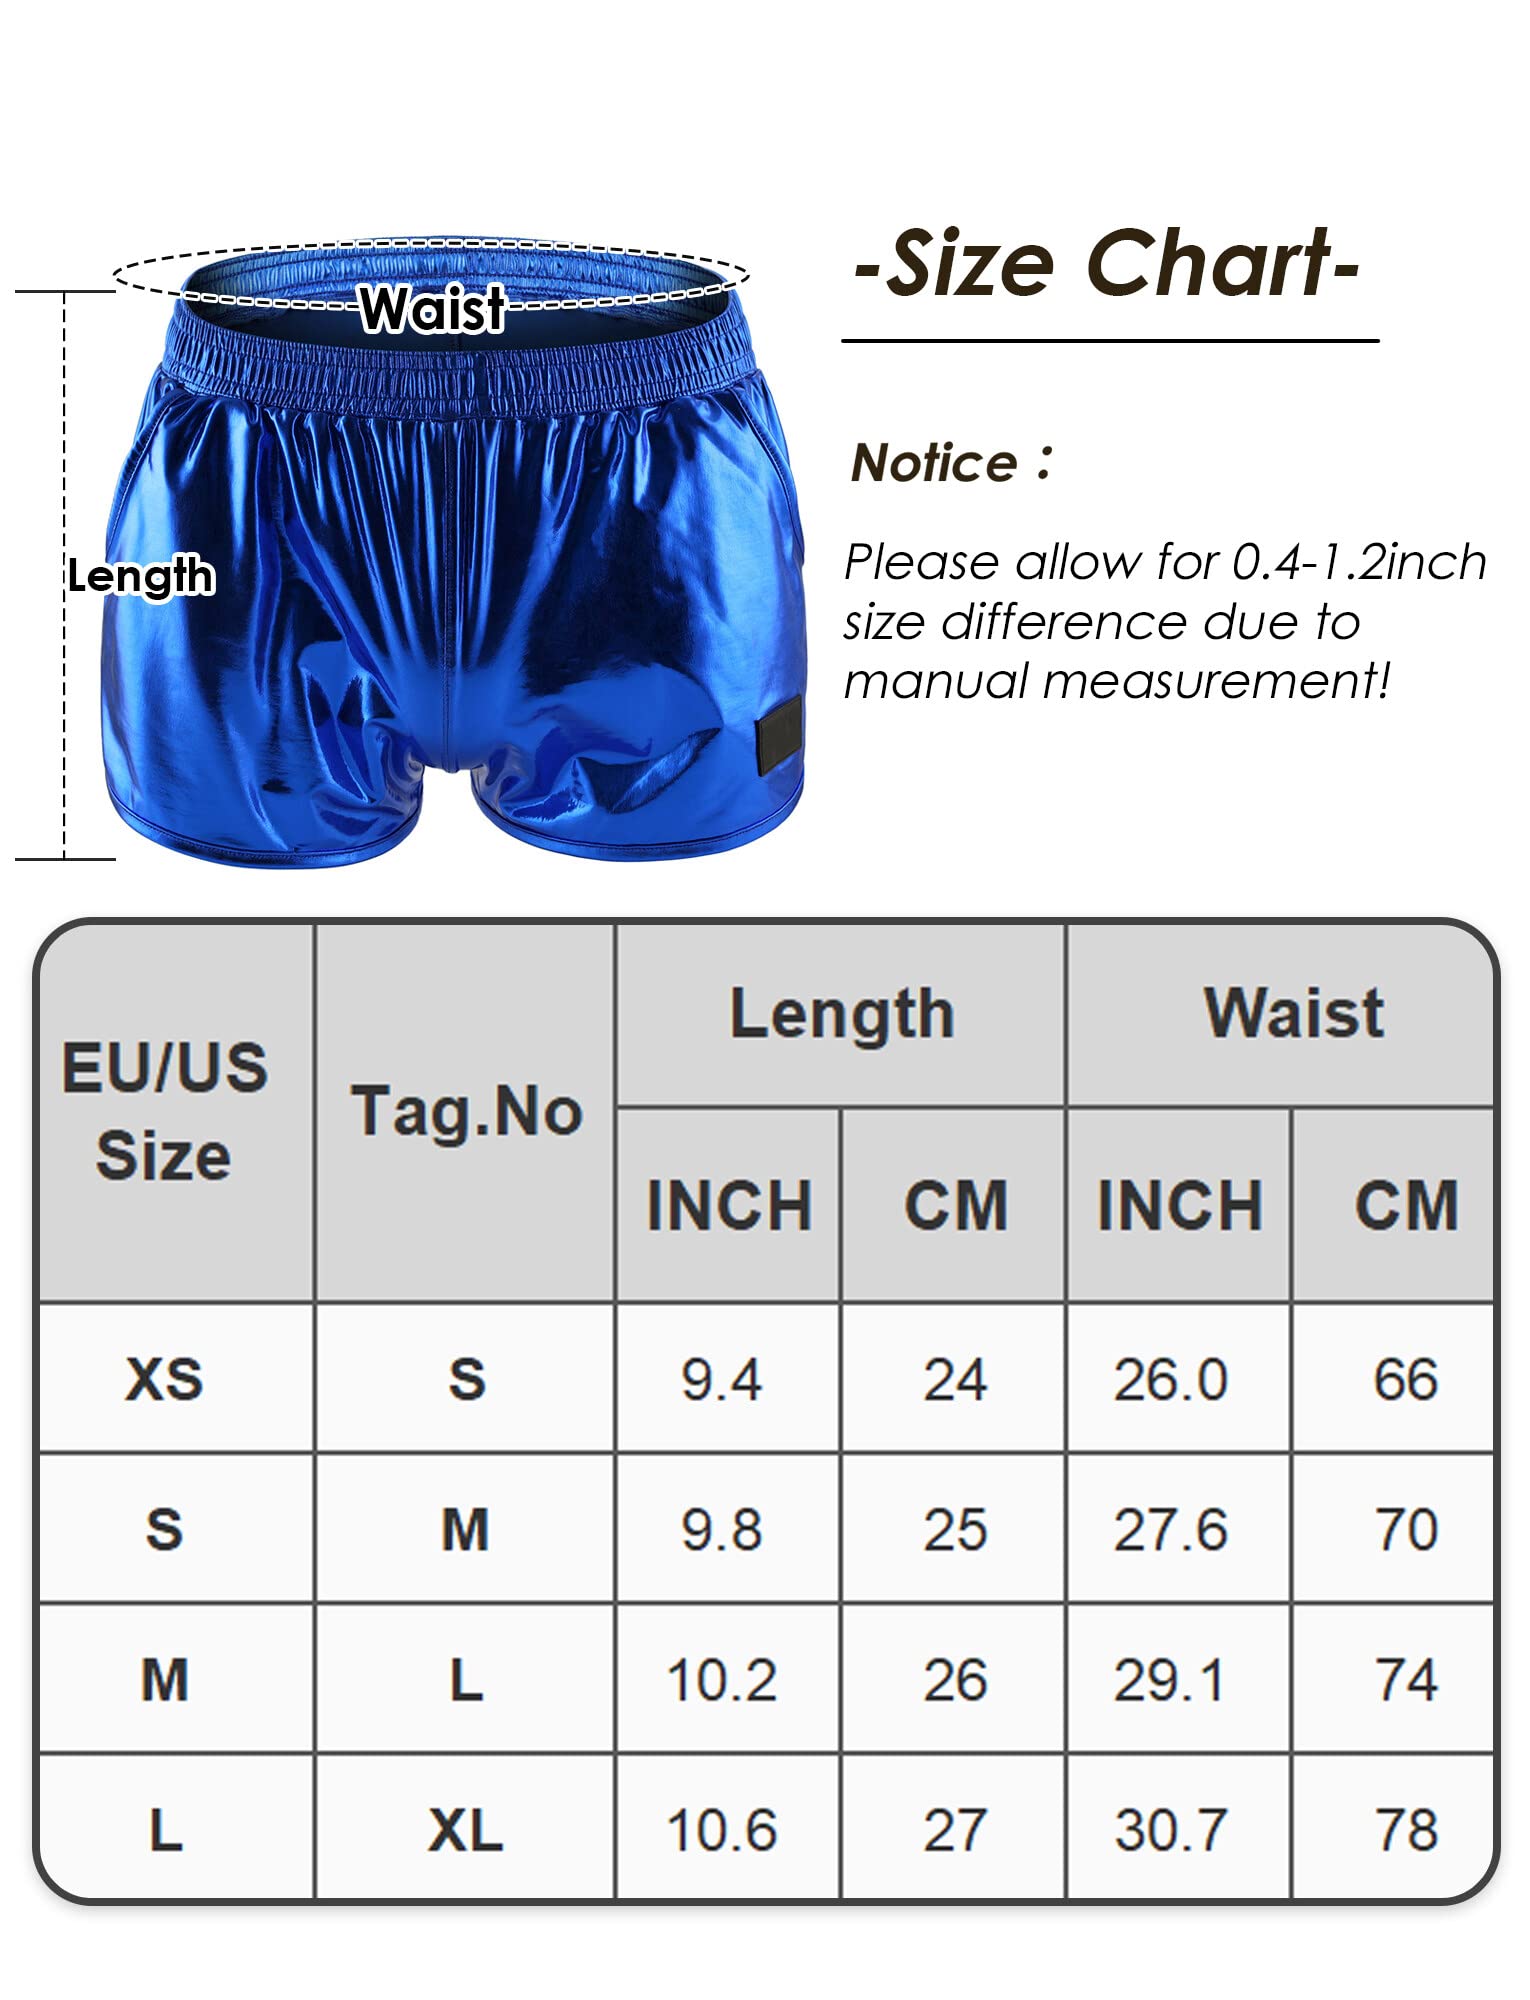 -Size Chart-
Waist
Notice :
Length
Please allow for 0.4-1.2inch
size difference due to
manual measurement!
EU/US Size Tag.No Length Waist
INCH CM INCH CM
XS S 9.4 24 26.0 66
S M 9.8 25 27.6 70
M L 10.2 26 29.1 74
L XL 10.6 27 30.7 78